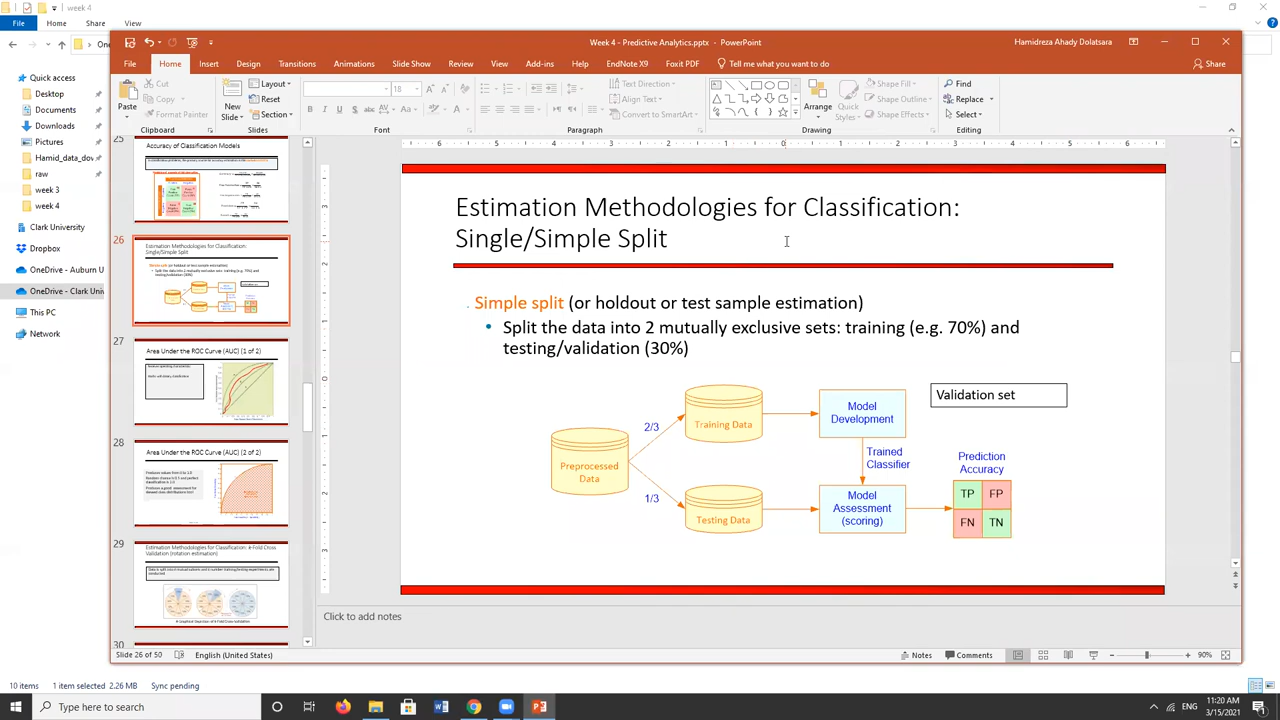 week 4
File
Home
Share
View
Week 4 - Predictive Analytics.pptx - PowerPoint
Hamidreza Ahady Dolatsara
File
Home
Insert
Design
Transitions
Animations
Slide Show
Review
View
Add-ins
Help
EndNote X9
Foxit PDF
Tell me what you want to do
Share
Paste
Cut
Copy
Format Painter
Clipboard
New
Slide
Layout
Reset
Section
Slides
18
Font
Text Direction
Align Text
Convert to SmartArt
Paragraph
Arrange
Quick
Styles
Shape Fill
Shape Outline
Shape Effects
Drawing
Find
Replace
Select
Editing
Quick access
Desktop
Documents
Downloads
Pictures
Hamid_data_dow
raw
week 3
week 4
Clark University
Dropbox
OneDrive - Auburn U
OneDrive - Clark Univ
This PC
Network
25
Accuracy of Classification Models
26
Estimation Methodologies for Classification:
Single/Simple Split
27
Area Under the ROC Curve (AUC) (1 of 2)
28
Area Under the ROC Curve (AUC) (2 of 2)
29
Estimation Methodologies for Classification: k-Fold Cross
Validation (rotation estimation)
30
Estimation Methodologies for Classification:
Single/Simple Split
Simple split (or holdout or test sample estimation)
• Split the data into 2 mutually exclusive sets: training (e.g. 70%) and
testing/validation (30%)
Preprocessed
Data
2/3
1/3
Training Data
Testing Data
Model
Development
Trained
Classifier
Model
Assessment
(scoring)
Validation set
Prediction
Accuracy
TP FP
FN TN
Click to add notes
Slide 26 of 50
English (United States)
Notes
Comments
90%
10 items
1 item selected 2.26 MB
Sync pending
Type here to search
ENG
11:20 AM
3/15/2021